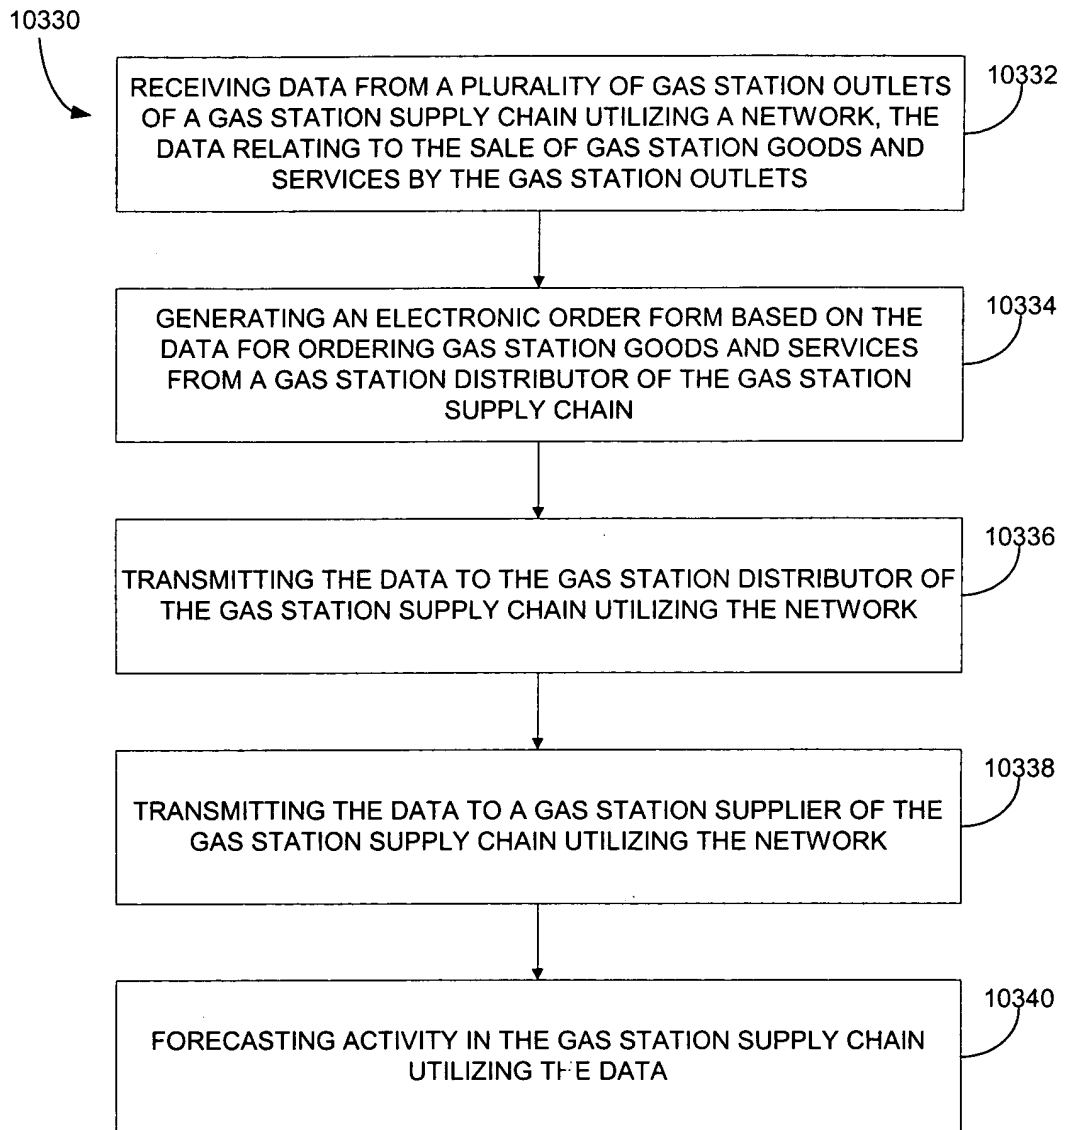 10330
10332
RECEIVING DATA FROM A PLURALITY OF GAS STATION OUTLETS
OF A GAS STATION SUPPLY CHAIN UTILIZING A NETWORK, THE
DATA RELATING TO THE SALE OF GAS STATION GOODS AND
SERVICES BY THE GAS STATION OUTLETS
10334
GENERATING AN ELECTRONIC ORDER FORM BASED ON THE
DATA FOR ORDERING GAS STATION GOODS AND SERVICES
FROM A GAS STATION DISTRIBUTOR OF THE GAS STATION
SUPPLY CHAIN
10336
TRANSMITTING THE DATA TO THE GAS STATION DISTRIBUTOR OF
THE GAS STATION SUPPLY CHAIN UTILIZING THE NETWORK
10338
TRANSMITTING THE DATA TO A GAS STATION SUPPLIER OF THE
GAS STATION SUPPLY CHAIN UTILIZING THE NETWORK
10340
FORECASTING ACTIVITY IN THE GAS STATION SUPPLY CHAIN
UTILIZING THE DATA